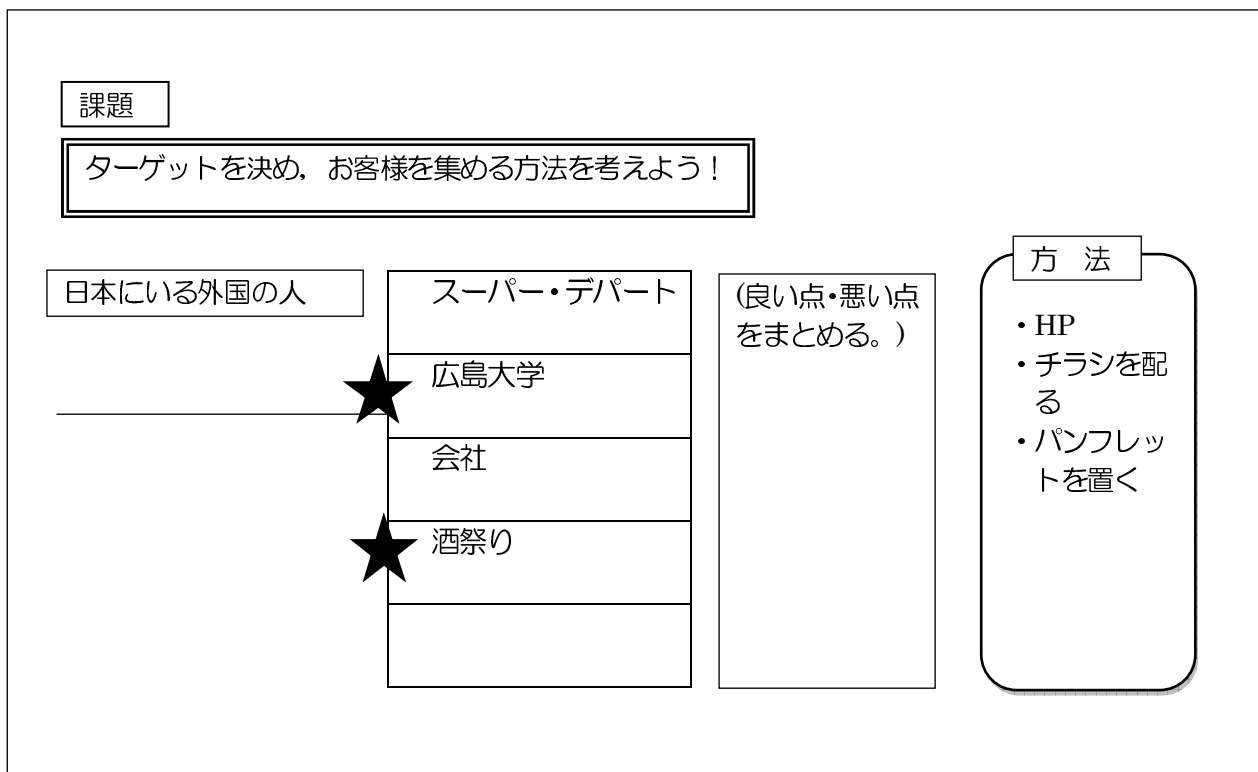 課題
ターゲットを決め，お客様を集める方法を考えよう！
日本にいる外国の人
スーパー・デパート
広島大学
会社
酒祭り
(良い点・悪い点
をまとめる。)
方　法
・HP
・チラシを配
る
・パンフレッ
トを置く